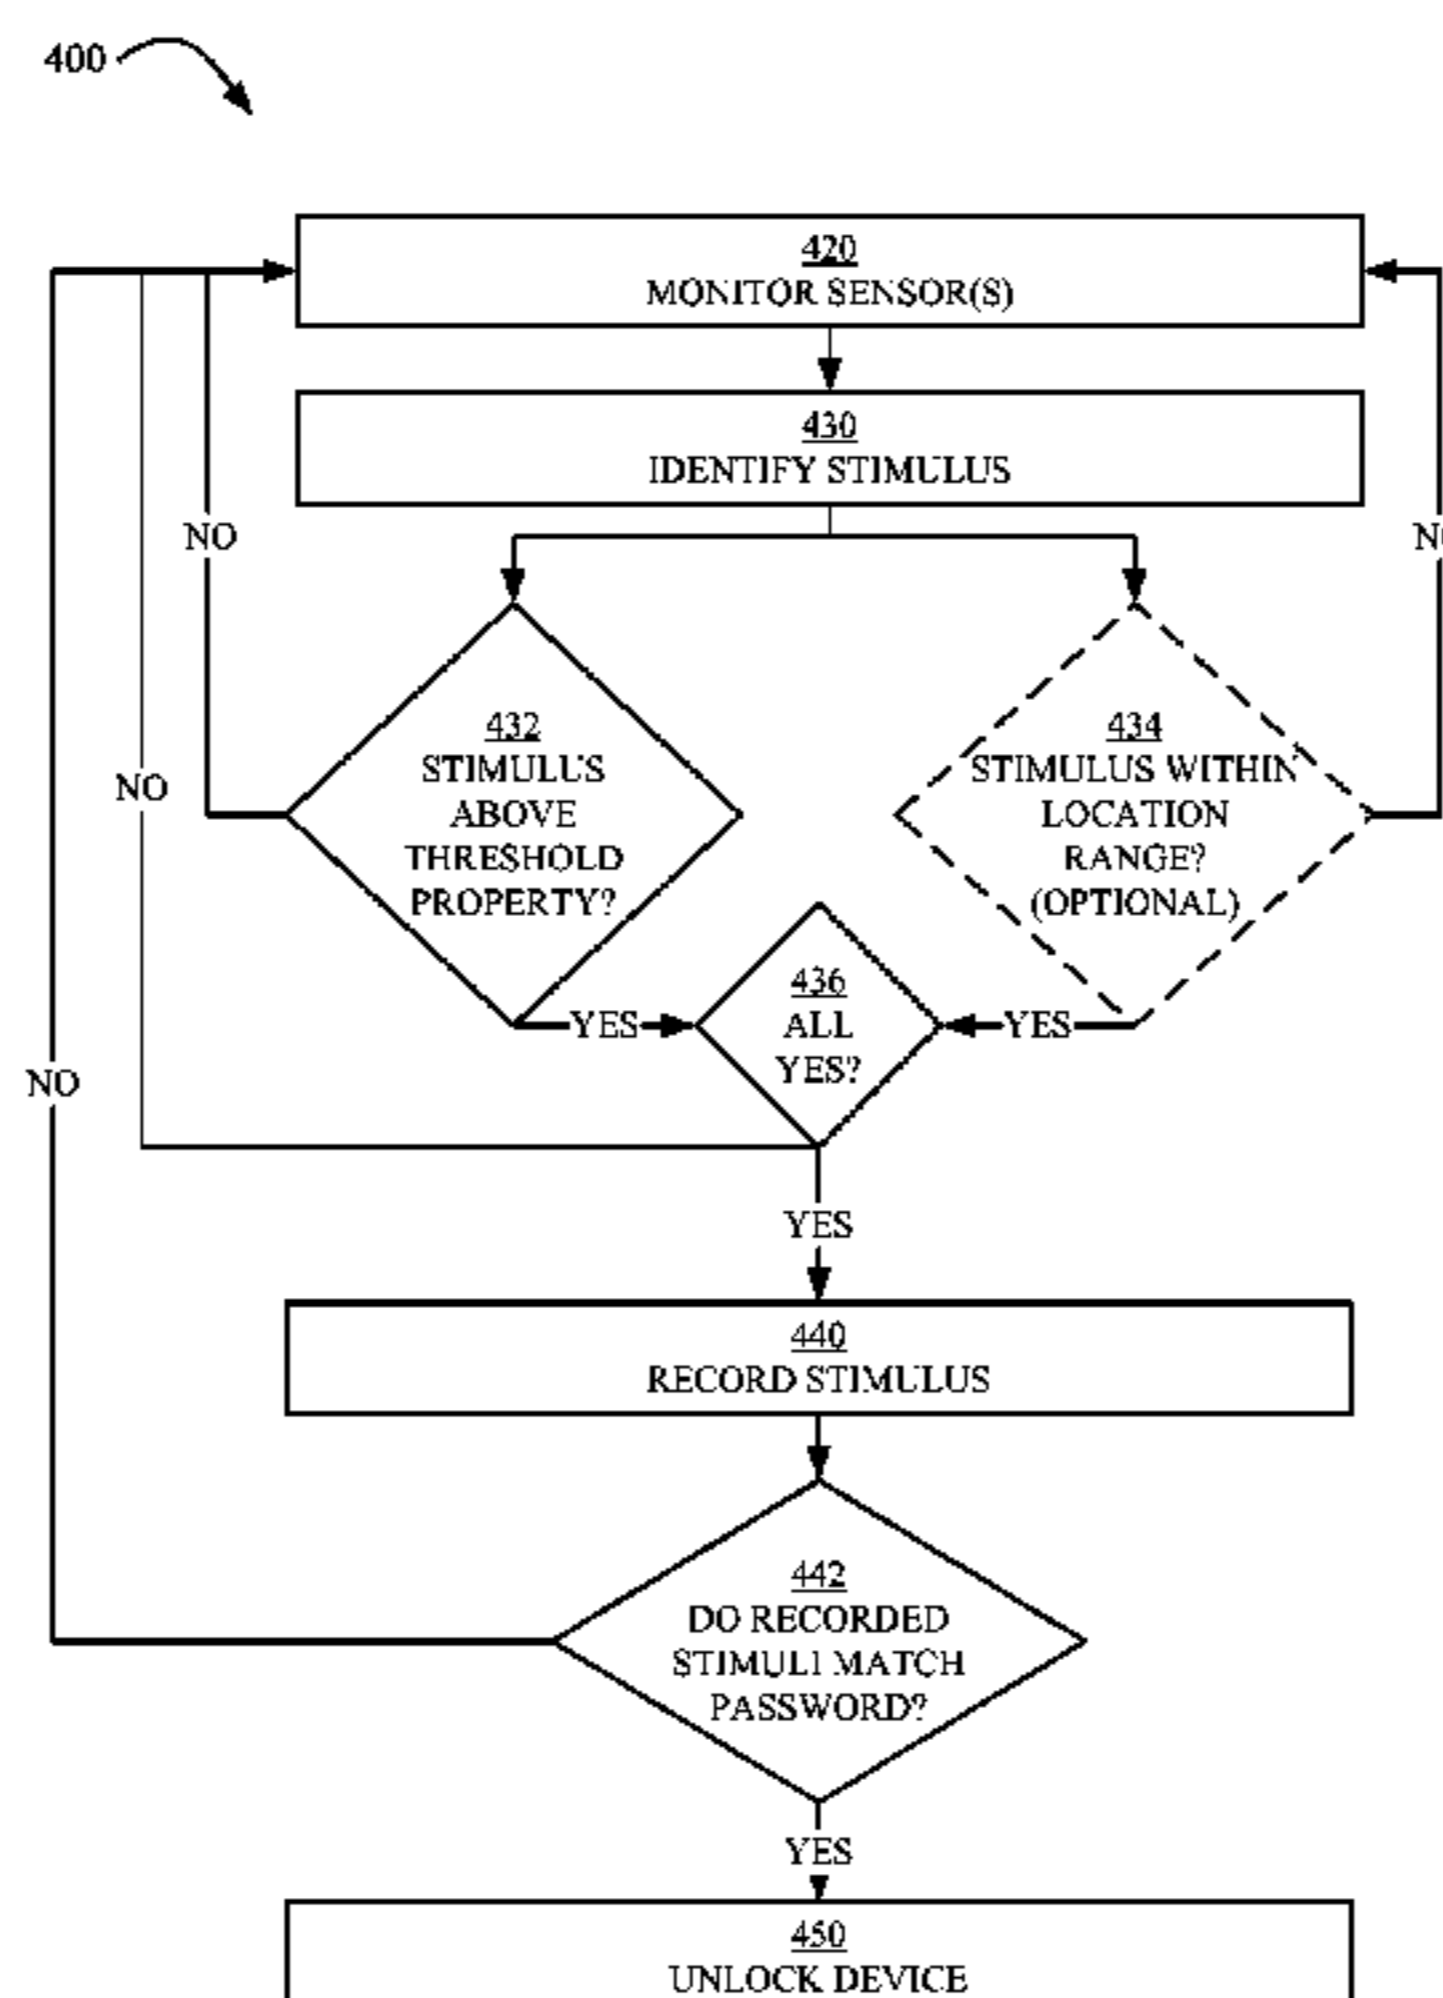 400
420
MONITOR SENSOR(S)
430
IDENTIFY STIMULUS
NO
432
STIMULUS
ABOVE
THRESHOLD
PROPERTY?
434
STIMULUS WITHIN
LOCATION
RANGE?
(OPTIONAL)
NO
436
ALL
YES?
YES
YES
NO
YES
440
RECORD STIMULUS
442
DO RECORDED
STIMULI MATCH
PASSWORD?
YES
450
UNLOCK DEVICE